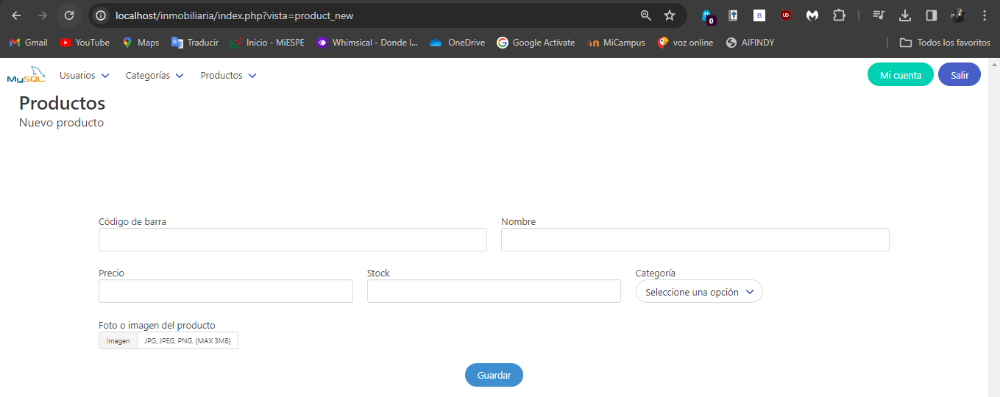 localhost/inmobiliaria/index.php?vista=product_new
0
B
UD
Gmail YouTube Maps Traducir Inicio - MiESPE Whimsical - Donde l... OneDrive Google Actívate MiCampus voz online AIFINDY Todos los favoritos
MySQL Usuarios Categorías Productos Mi cuenta Salir
Productos
Nuevo producto
Código de barra Nombre
Precio Stock Categoría
Seleccione una opción
Foto o imagen del producto
Imagen JPG, JPEG, PNG. (MAX 3MB)
Guardar